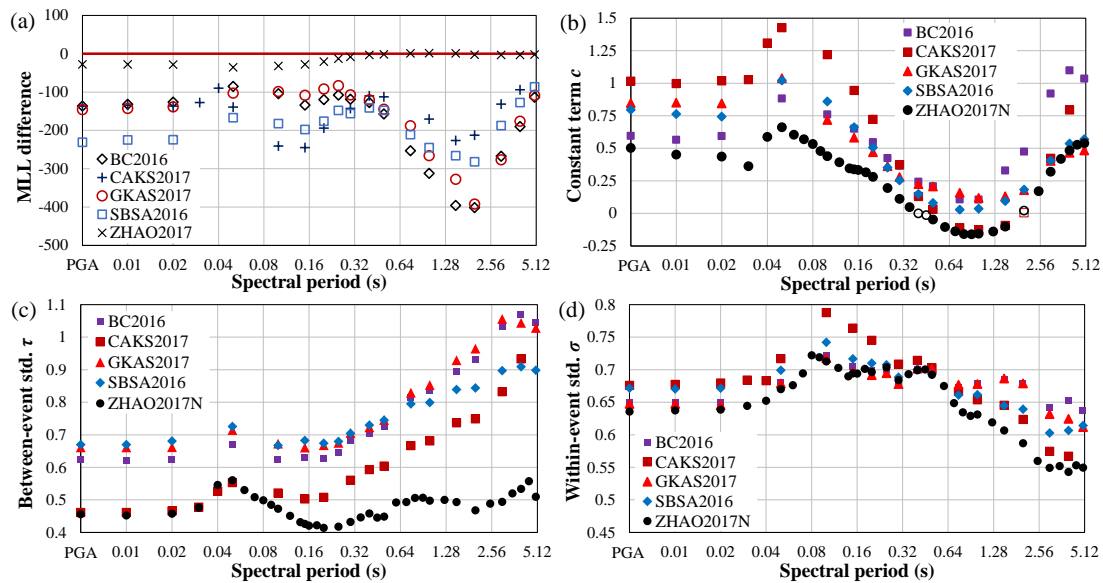 (a)
MLL difference
100
0
-100
-200
-300
-400
-500
BC2016
CAKS2017
GKAS2017
SBSA2016
ZHAO2017
PGA 0.01 0.02 0.04 0.08 0.16 0.32 0.64 1.28 2.56 5.12
Spectral period (s)
(b)
Constant term c
1.5
1.25
1
0.75
0.5
0.25
0
-0.25
BC2016
CAKS2017
GKAS2017
SBSA2016
ZHAO2017N
PGA 0.01 0.02 0.04 0.08 0.16 0.32 0.64 1.28 2.56 5.12
Spectral period (s)
(c)
Between-event std. τ
1.1
1
0.9
0.8
0.7
0.6
0.5
0.4
BC2016
CAKS2017
GKAS2017
SBSA2016
ZHAO2017N
PGA 0.01 0.02 0.04 0.08 0.16 0.32 0.64 1.28 2.56 5.12
Spectral period (s)
(d)
Within-event std. σ
0.8
0.75
0.7
0.65
0.6
0.55
0.5
0.45
BC2016
CAKS2017
GKAS2017
SBSA2016
ZHAO2017N
PGA 0.01 0.02 0.04 0.08 0.16 0.32 0.64 1.28 2.56 5.12
Spectral period (s)